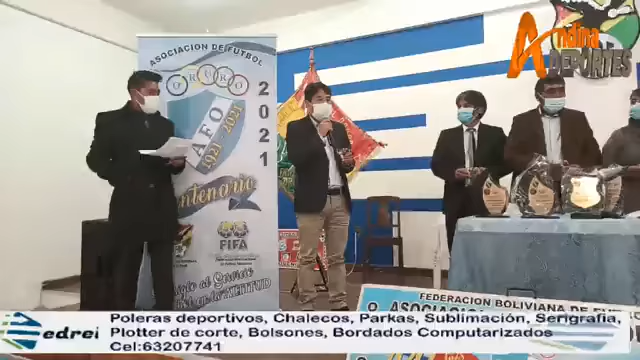 Andina
DEPORTES
ASOCIACION DE FUTBOL
ORURO
2021
AFO
1921 2021
Centenario
FIFA
FEDERACION BOLIVIANA DE
ASOCIAC
edrei
Poleras deportivos, Chalecos, Parkas, Sublimación, Serigrafía,
Plotter de corte, Bolsones, Bordados Computarizados
Cel:63207741